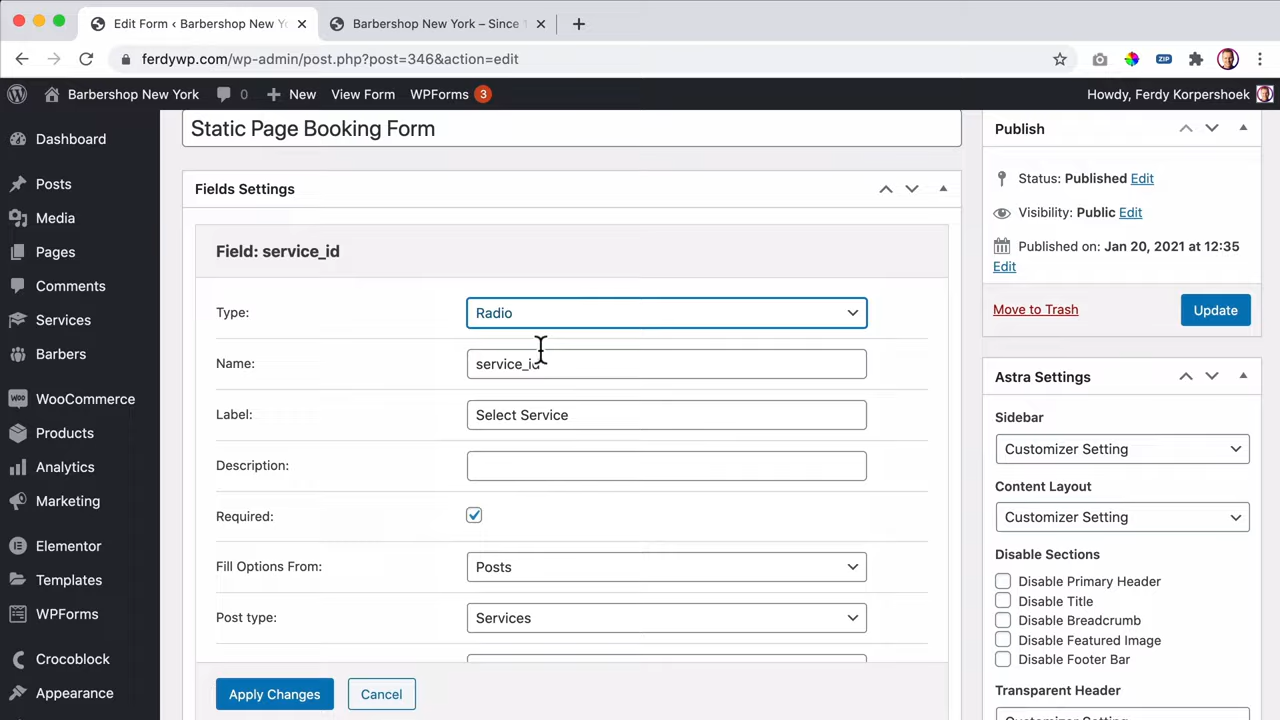 Edit Form ‹ Barbershop New Yo
Barbershop New York – Since 1
ferdywp.com/wp-admin/post.php?post=346&action=edit
ZIP
Barbershop New York
0
New
View Form
WPForms 3
Howdy, Ferdy Korpershoek
Dashboard
Posts
Media
Pages
Comments
Services
Barbers
WOO WooCommerce
Products
Analytics
Marketing
Elementor
Templates
WPForms
Crocoblock
Appearance
Static Page Booking Form
Fields Settings
Field: service_id
Type: Radio
Name: service_id
Label: Select Service
Description:
Required:
Fill Options From: Posts
Post type: Services
Apply Changes
Cancel
Publish
Status: Published Edit
Visibility: Public Edit
Published on: Jan 20, 2021 at 12:35
Edit
Move to Trash
Update
Astra Settings
Sidebar
Customizer Setting
Content Layout
Customizer Setting
Disable Sections
Disable Primary Header
Disable Title
Disable Breadcrumb
Disable Featured Image
Disable Footer Bar
Transparent Header